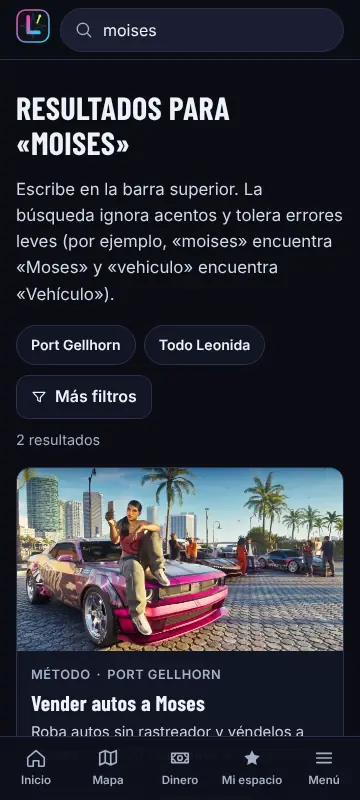 moises
RESULTADOS PARA
«MOISES»
Escribe en la barra superior. La
búsqueda ignora acentos y tolera errores
leves (por ejemplo, «moises» encuentra
«Moses» y «vehiculo» encuentra
«Vehículo»).
Port Gellhorn
Todo Leonida
Más filtros
2 resultados
MÉTODO · PORT GELLHORN
Vender autos a Moses
Roba autos sin rastreador y véndelos a
Inicio
Mapa
Dinero
Mi espacio
Menú